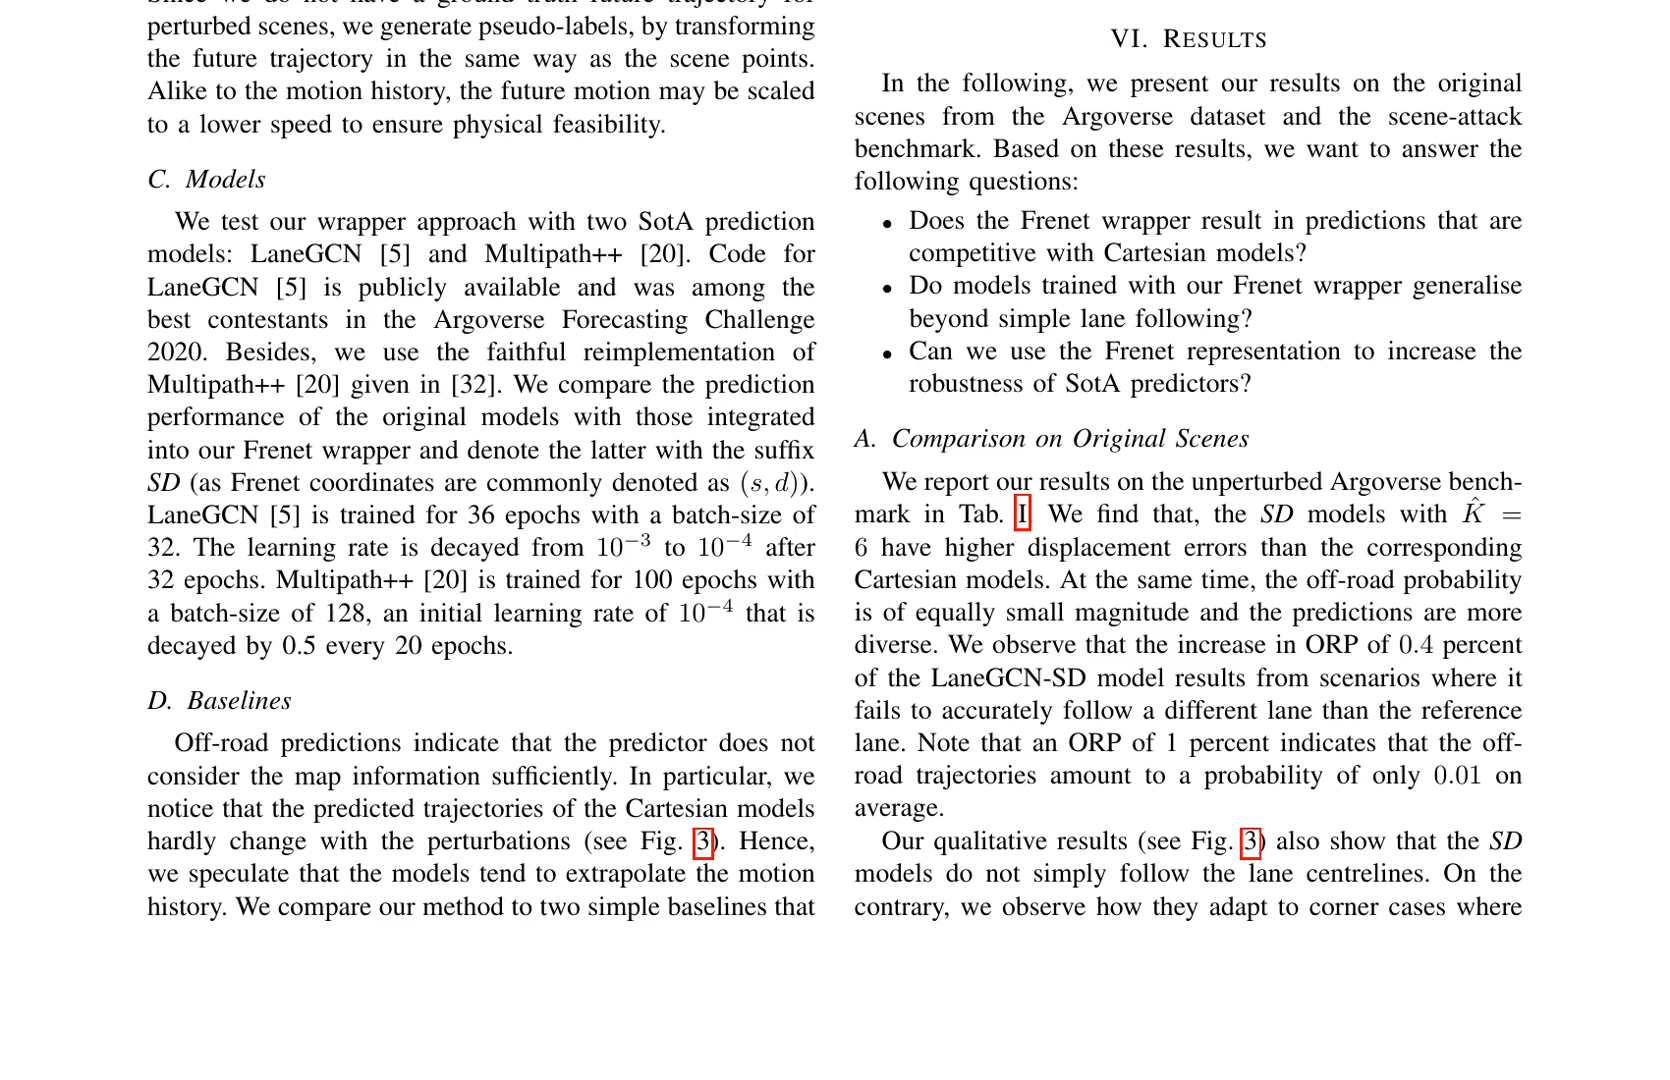 perturbed scenes, we generate pseudo-labels, by transforming
the future trajectory in the same way as the scene points.
Alike to the motion history, the future motion may be scaled
to a lower speed to ensure physical feasibility.
C. Models
We test our wrapper approach with two SotA prediction
models: LaneGCN [5] and Multipath++ [20]. Code for
LaneGCN [5] is publicly available and was among the
best contestants in the Argoverse Forecasting Challenge
2020. Besides, we use the faithful reimplementation of
Multipath++ [20] given in [32]. We compare the prediction
performance of the original models with those integrated
into our Frenet wrapper and denote the latter with the suffix
SD (as Frenet coordinates are commonly denoted as (s, d)).
LaneGCN [5] is trained for 36 epochs with a batch-size of
32. The learning rate is decayed from 10⁻³ to 10⁻⁴ after
32 epochs. Multipath++ [20] is trained for 100 epochs with
a batch-size of 128, an initial learning rate of 10⁻⁴ that is
decayed by 0.5 every 20 epochs.
D. Baselines
Off-road predictions indicate that the predictor does not
consider the map information sufficiently. In particular, we
notice that the predicted trajectories of the Cartesian models
hardly change with the perturbations (see Fig. 3). Hence,
we speculate that the models tend to extrapolate the motion
history. We compare our method to two simple baselines that
VI. RESULTS
In the following, we present our results on the original
scenes from the Argoverse dataset and the scene-attack
benchmark. Based on these results, we want to answer the
following questions:
• Does the Frenet wrapper result in predictions that are
competitive with Cartesian models?
• Do models trained with our Frenet wrapper generalise
beyond simple lane following?
• Can we use the Frenet representation to increase the
robustness of SotA predictors?
A. Comparison on Original Scenes
We report our results on the unperturbed Argoverse bench-
mark in Tab. I. We find that, the SD models with K̂ =
6 have higher displacement errors than the corresponding
Cartesian models. At the same time, the off-road probability
is of equally small magnitude and the predictions are more
diverse. We observe that the increase in ORP of 0.4 percent
of the LaneGCN-SD model results from scenarios where it
fails to accurately follow a different lane than the reference
lane. Note that an ORP of 1 percent indicates that the off-
road trajectories amount to a probability of only 0.01 on
average.
Our qualitative results (see Fig. 3) also show that the SD
models do not simply follow the lane centrelines. On the
contrary, we observe how they adapt to corner cases where